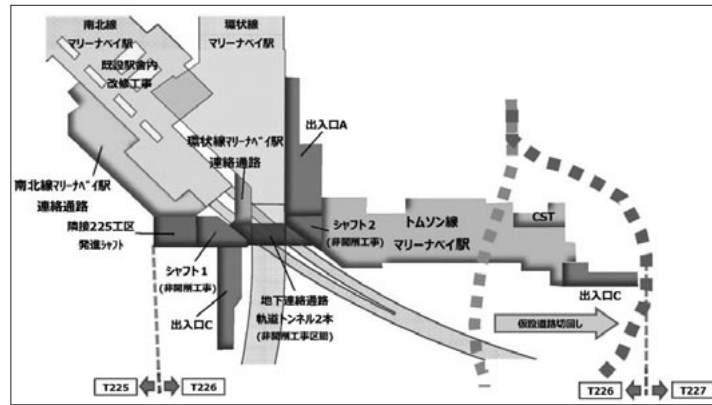 南北線
マリーナベイ駅
環状線
マリーナベイ駅
既設駅舎内
改修工事
出入口A
環状線マリーナベイ駅
連絡通路
南北線マリーナベイ駅
連絡通路
隣接225工区
発進シャフト
シャフト2
(非開削工事)
トムソン線
マリーナベイ駅
CST
シャフト1
(非開削工事)
出入口C
地下連絡通路
軌道トンネル2本
(非開削工事区間)
出入口C
仮設道路切回し
T225
T226
T226
T227